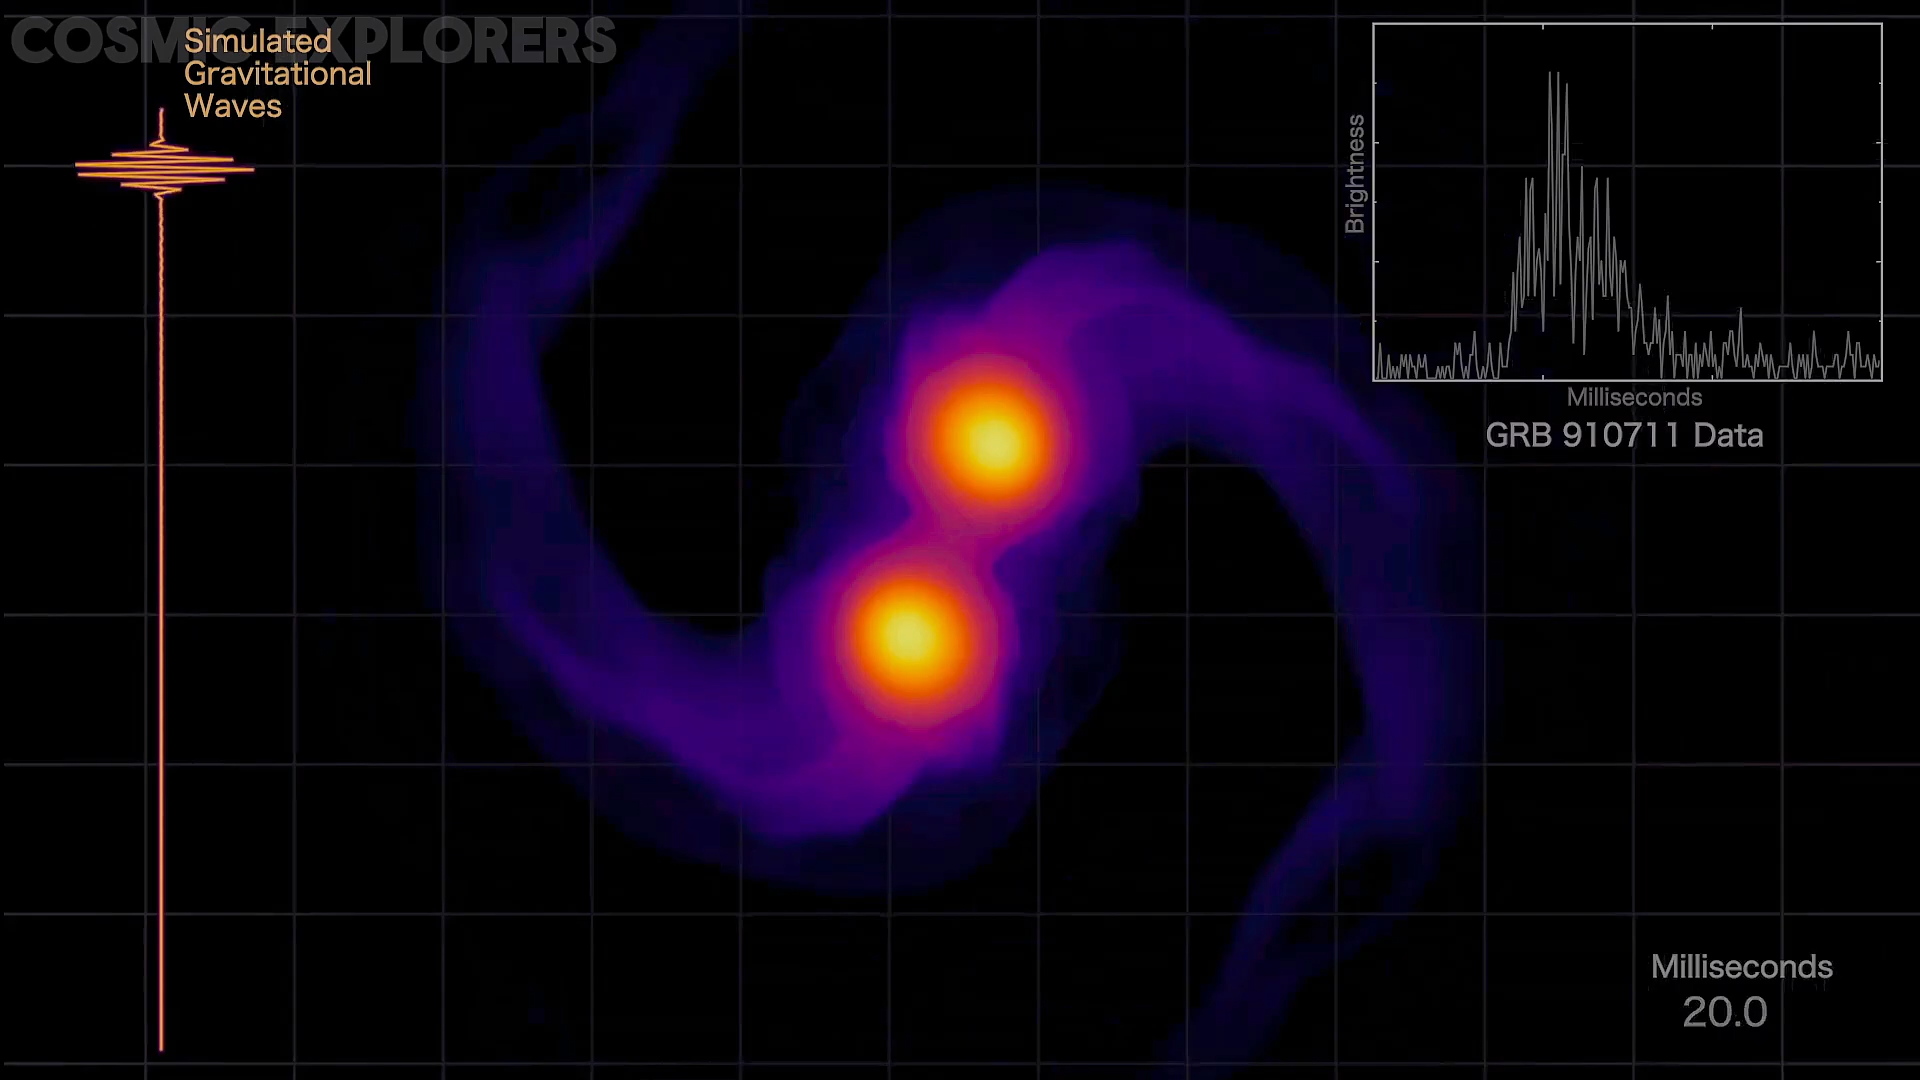 COSMIC EXPLORERS
Simulated
Gravitational
Waves
Brightness
Milliseconds
GRB 910711 Data
Milliseconds
20.0